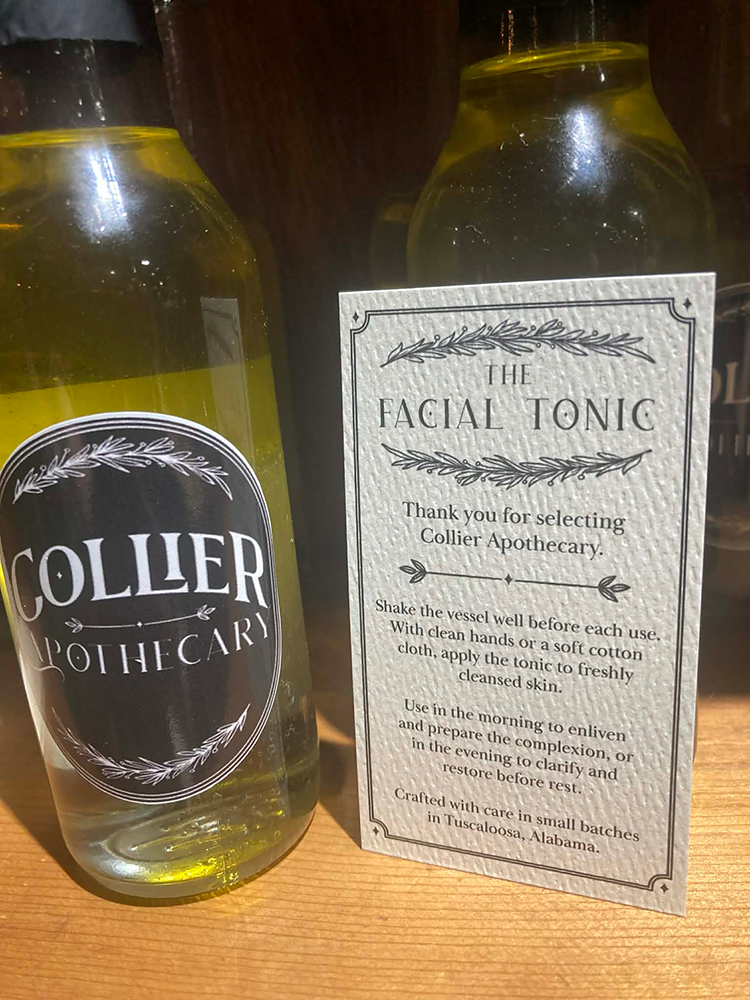 COLLIER
APOTHECARY
THE
FACIAL TONIC
Thank you for selecting
Collier Apothecary.
Shake the vessel well before each use.
With clean hands or a soft cotton
cloth, apply the tonic to freshly
cleansed skin.
Use in the morning to enliven
and prepare the complexion, or
in the evening to clarify and
restore before rest.
Crafted with care in small batches
in Tuscaloosa, Alabama.